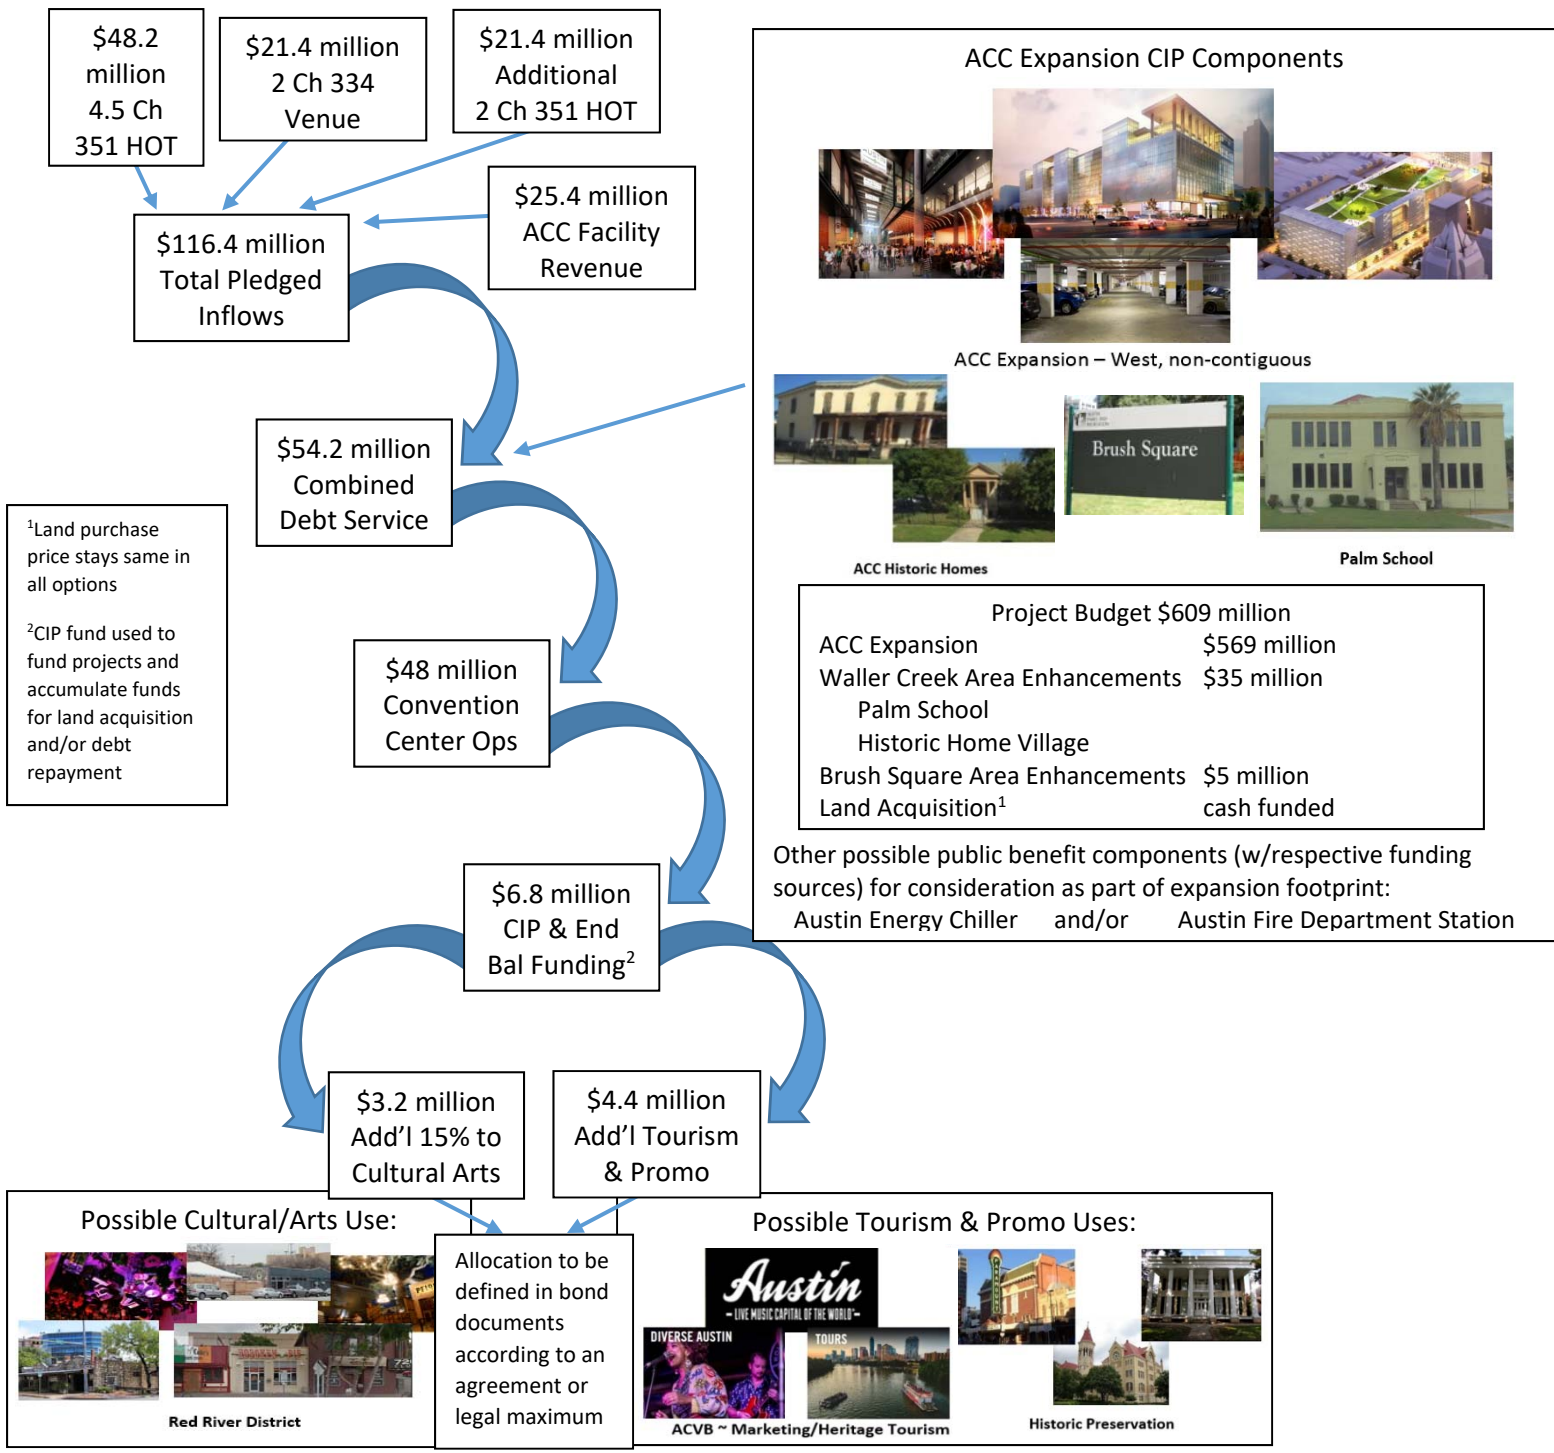 $48.2
million
4.5 Ch
351 HOT
$21.4 million
2 Ch 334
Venue
$21.4 million
Additional
2 Ch 351 HOT
$25.4 million
ACC Facility
Revenue
$116.4 million
Total Pledged
Inflows
$54.2 million
Combined
Debt Service
¹Land purchase
price stays same in
all options
²CIP fund used to
fund projects and
accumulate funds
for land acquisition
and/or debt
repayment
$48 million
Convention
Center Ops
$6.8 million
CIP & End
Bal Funding²
$3.2 million
Add’l 15% to
Cultural Arts
$4.4 million
Add’l Tourism
& Promo
ACC Expansion CIP Components
ACC Expansion – West, non-contiguous
Brush Square
ACC Historic Homes
Palm School
Project Budget $609 million
ACC Expansion $569 million
Waller Creek Area Enhancements $35 million
Palm School
Historic Home Village
Brush Square Area Enhancements $5 million
Land Acquisition¹ cash funded
Other possible public benefit components (w/respective funding
sources) for consideration as part of expansion footprint:
Austin Energy Chiller and/or Austin Fire Department Station
Possible Cultural/Arts Use:
Red River District
Allocation to be
defined in bond
documents
according to an
agreement or
legal maximum
Possible Tourism & Promo Uses:
Austin
LIVE MUSIC CAPITAL OF THE WORLD
DIVERSE AUSTIN
TOURS
PARAMOUNT
ACVB ~ Marketing/Heritage Tourism
Historic Preservation